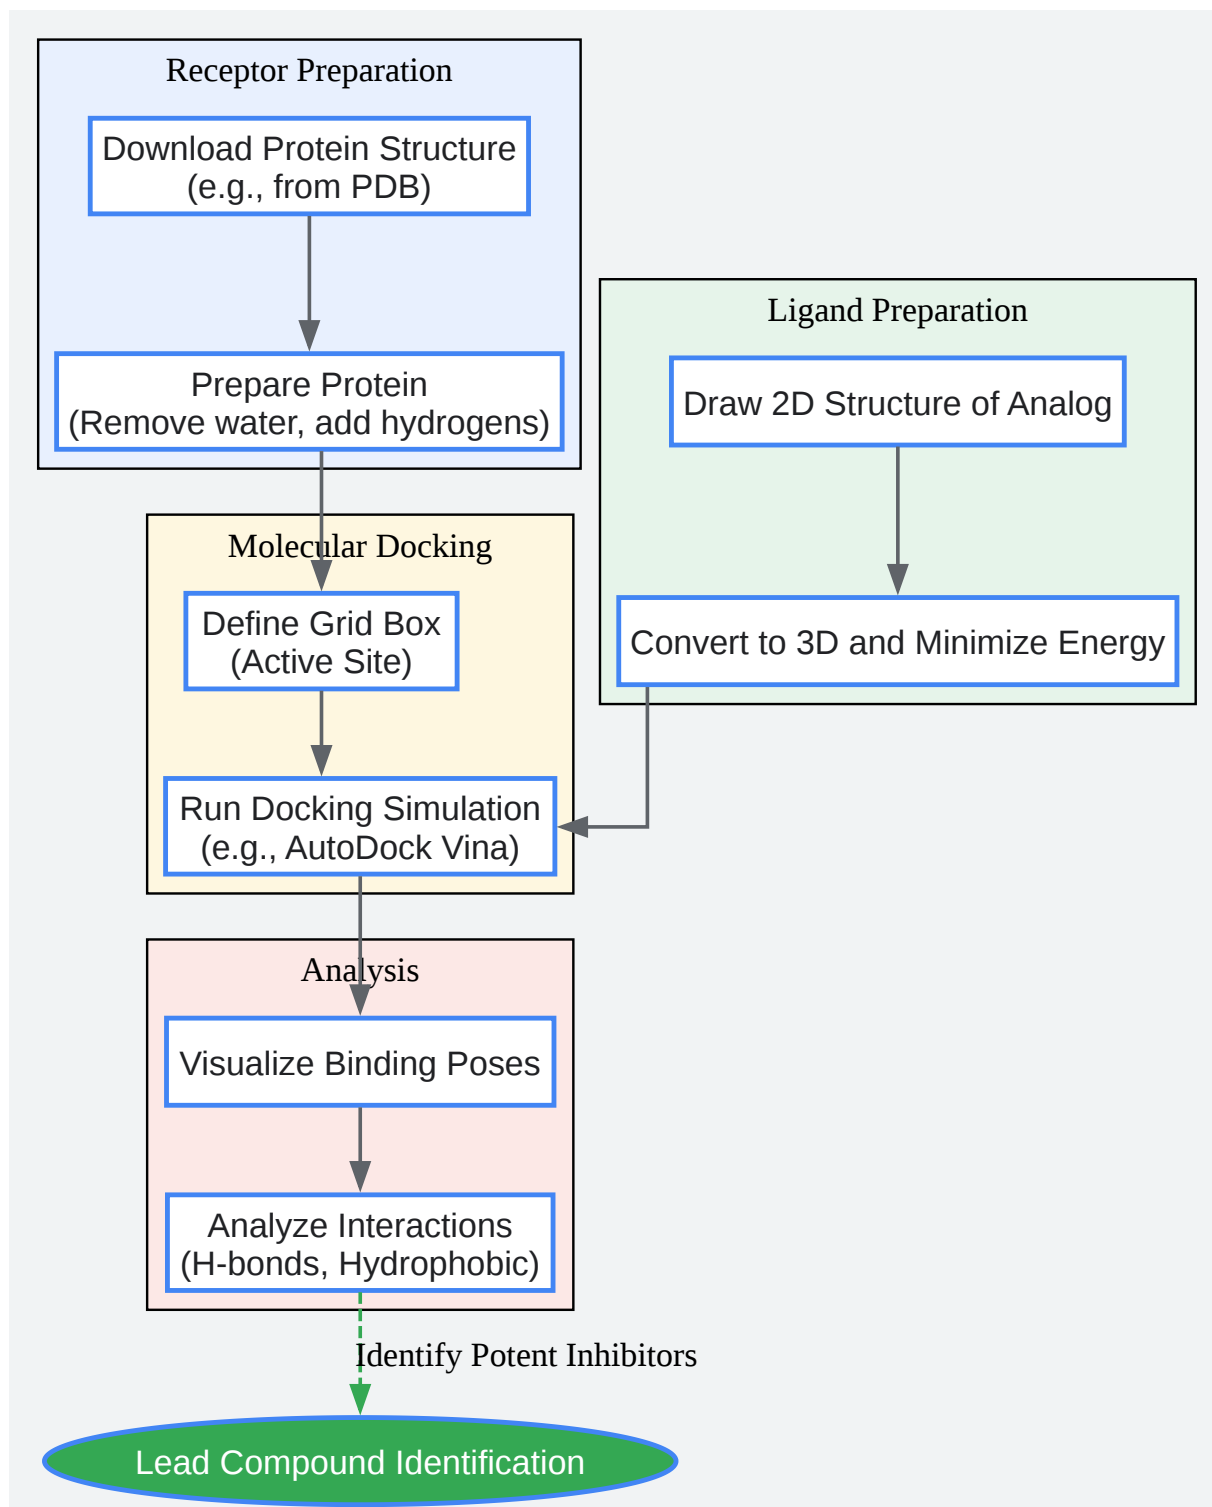 Receptor Preparation
Download Protein Structure
(e.g., from PDB)
Prepare Protein
(Remove water, add hydrogens)
Ligand Preparation
Draw 2D Structure of Analog
Convert to 3D and Minimize Energy
Molecular Docking
Define Grid Box
(Active Site)
Run Docking Simulation
(e.g., AutoDock Vina)
Analysis
Visualize Binding Poses
Analyze Interactions
(H-bonds, Hydrophobic)
Identify Potent Inhibitors
Lead Compound Identification